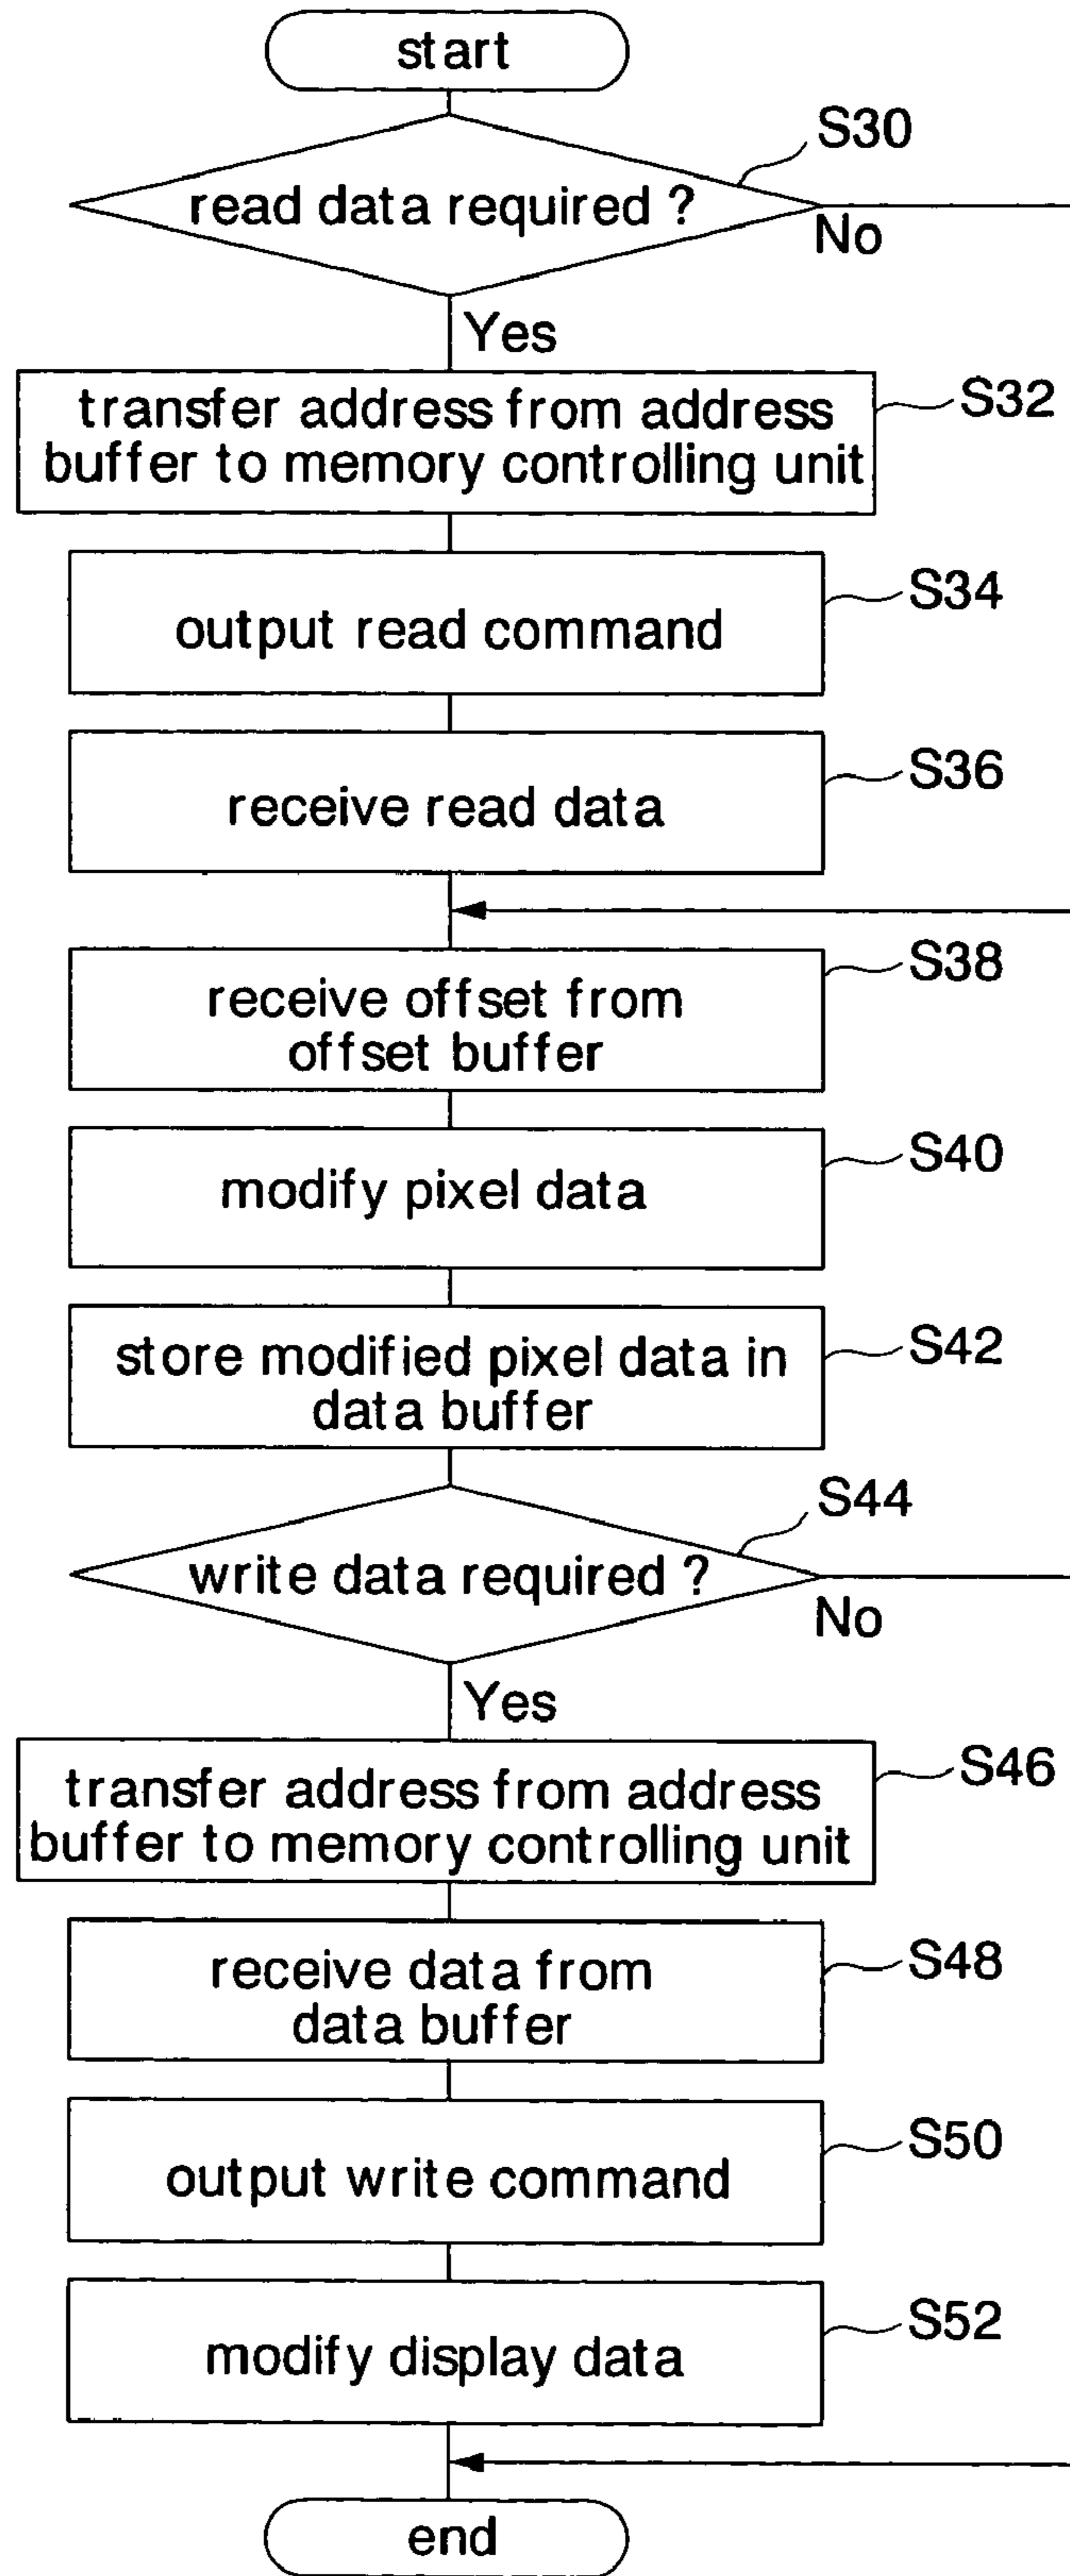 start
S30
read data required ?
No
Yes
S32
transfer address from address
buffer to memory controlling unit
S34
output read command
S36
receive read data
S38
receive offset from
offset buffer
S40
modify pixel data
S42
store modified pixel data in
data buffer
S44
write data required ?
No
Yes
S46
transfer address from address
buffer to memory controlling unit
S48
receive data from
data buffer
S50
output write command
S52
modify display data
end